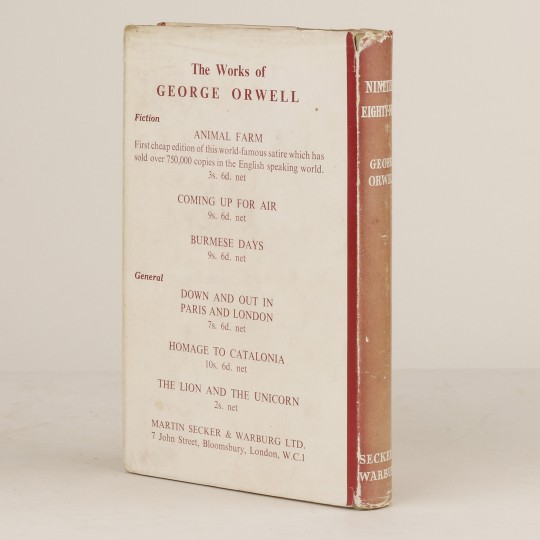 The Works of
GEORGE ORWELL
Fiction
ANIMAL FARM
First cheap edition of this world-famous satire which has
sold over 750,000 copies in the English speaking world.
3s. 6d. net
COMING UP FOR AIR
9s. 6d. net
BURMESE DAYS
9s. 6d. net
General
DOWN AND OUT IN
PARIS AND LONDON
7s. 6d. net
HOMAGE TO CATALONIA
10s. 6d. net
THE LION AND THE UNICORN
2s. net
MARTIN SECKER & WARBURG LTD.
7 John Street, Bloomsbury, London, W.C.1
GEORGE
ORWELL
SECKER
WARBURG